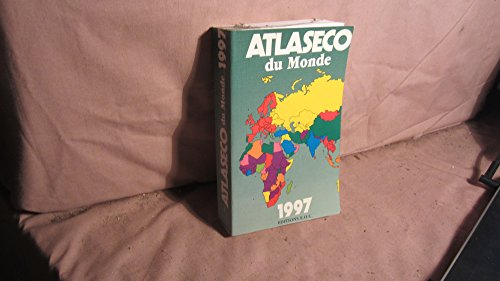 ATLASECO
du Monde
1997
EDITIONS E.O.C.
ATLASECO du Monde 1997